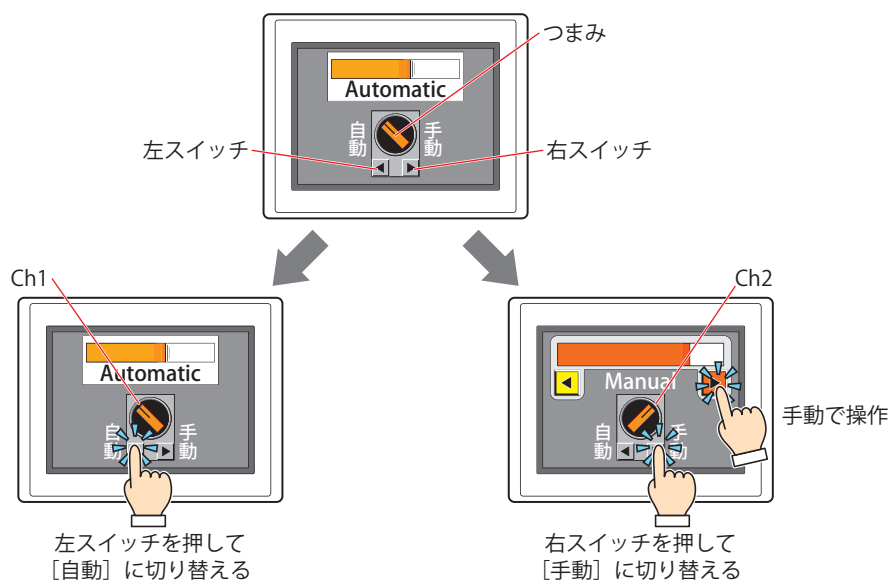 つまみ
Automatic
自動
手動
左スイッチ
右スイッチ
Ch1
Ch2
Automatic
自動
手動
Manual
自動
手動
手動で操作
左スイッチを押して
［自動］に切り替える
右スイッチを押して
［手動］に切り替える